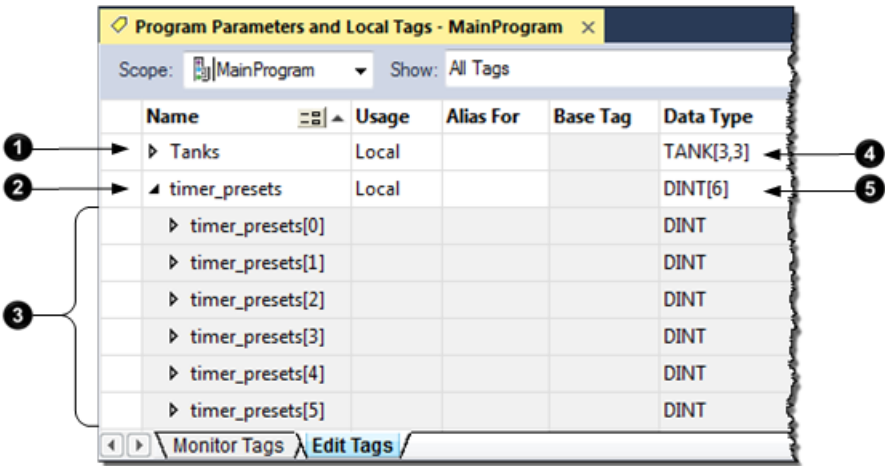 Program Parameters and Local Tags - MainProgram ×
Scope: MainProgram Show: All Tags
Name Usage Alias For Base Tag Data Type
1 Tanks Local TANK[3,3] 4
2 timer_presets Local DINT[6] 5
timer_presets[0] DINT
timer_presets[1] DINT
timer_presets[2] DINT
3 timer_presets[3] DINT
timer_presets[4] DINT
timer_presets[5] DINT
Monitor Tags Edit Tags